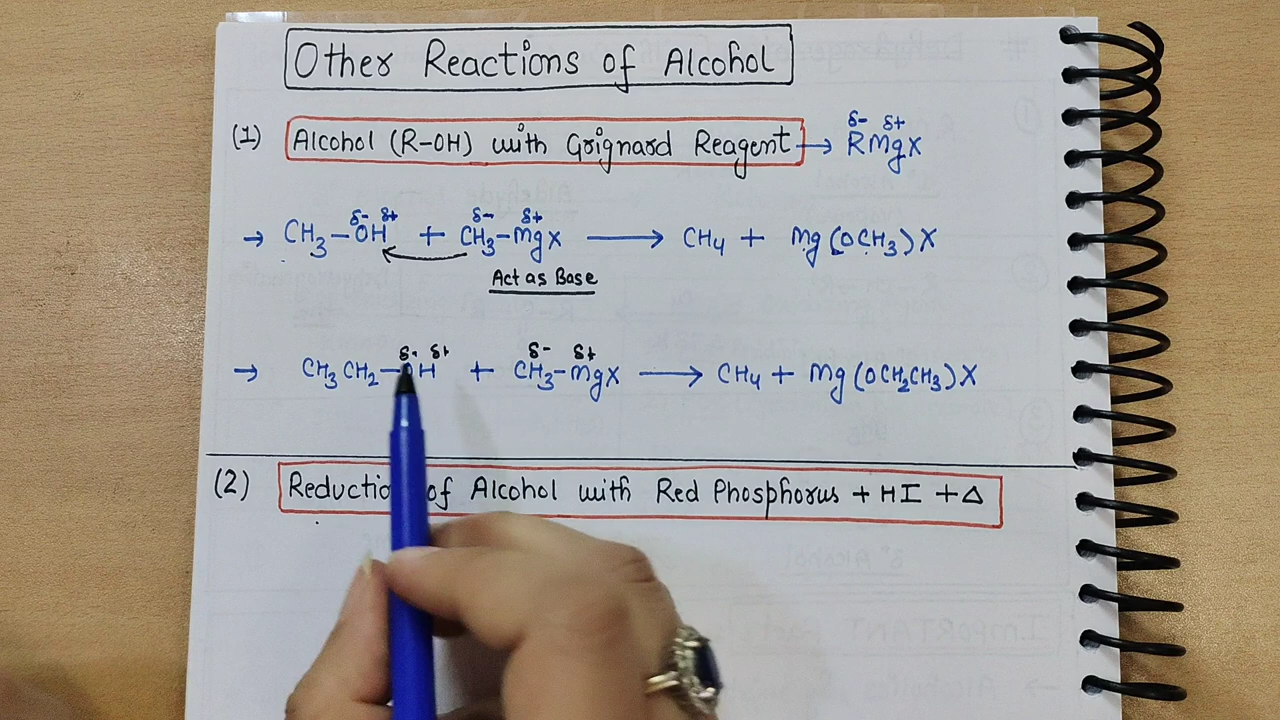 Other Reactions of Alcohol
(1) Alcohol (R-OH) with Grignard Reagent → RMgX
δ- δ+
→ CH₃-OH + CH₃-MgX ⟶ CH₄ + Mg(OCH₃)X
δ- δ+ δ- δ+
Act as Base
→ CH₃CH₂-OH + CH₃-MgX ⟶ CH₄ + Mg(OCH₂CH₃)X
δ- δ+ δ- δ+
(2) Reduction of Alcohol with Red Phosphorus + HI + Δ